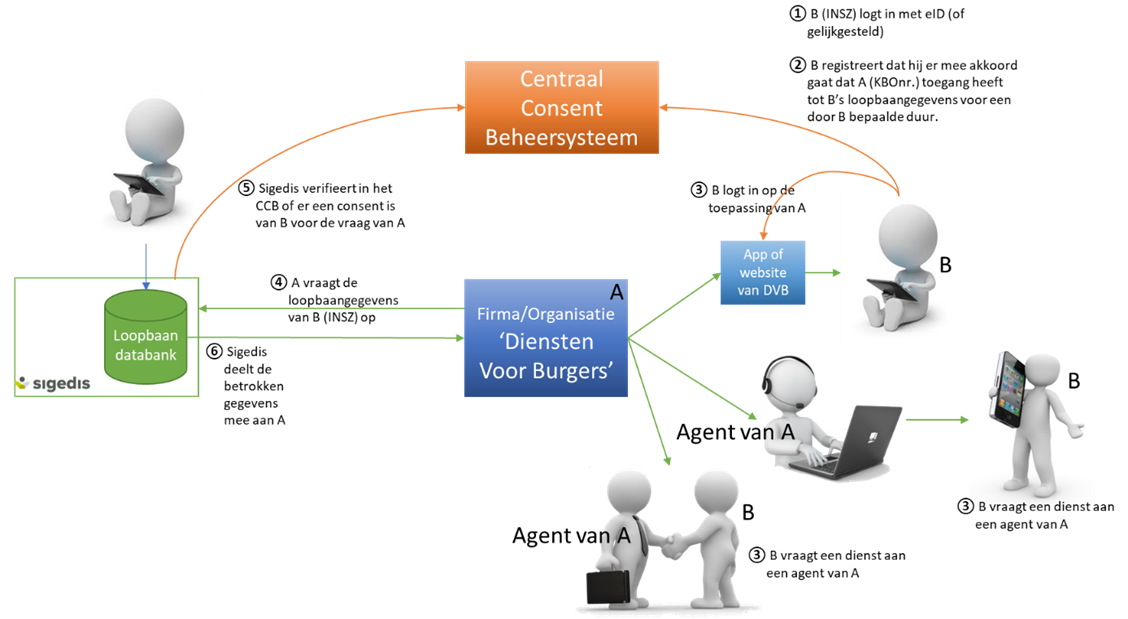 ① B (INSZ) logt in met eID (of
gelijkgesteld)
② B registreert dat hij er mee akkoord
gaat dat A (KBOnr.) toegang heeft
tot B's loopbaangegevens voor een
door B bepaalde duur.
Centraal
Consent
Beheersysteem
⑤ Sigedis verifieert in het
CCB of er een consent is
van B voor de vraag van A
③ B logt in op de
toepassing van A
App of
website
van DVB
B
④ A vraagt de
loopbaangegevens
van B (INSZ) op
A
Firma/Organisatie
‘Diensten
Voor Burgers’
Loopbaan
databank
sigedis
⑥ Sigedis
deelt de
betrokken
gegevens
mee aan A
Agent van A
B
③ B vraagt een dienst aan
een agent van A
Agent van A
B
③ B vraagt een dienst aan
een agent van A